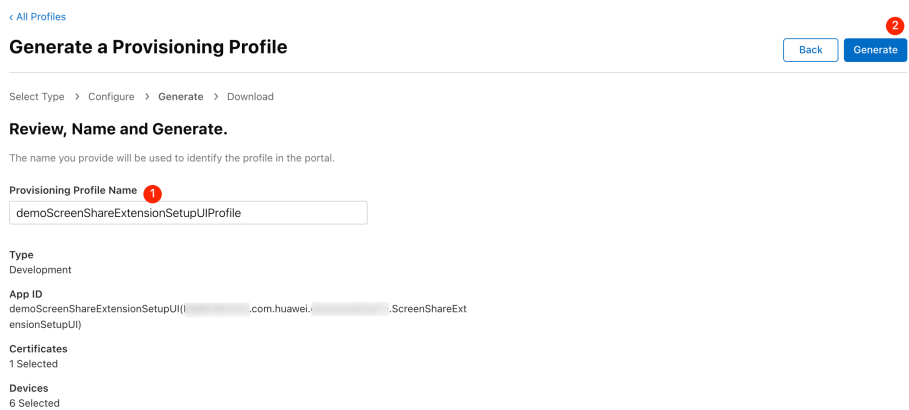 ‹ All Profiles
2
Generate a Provisioning Profile
Back
Generate
Select Type > Configure > Generate > Download
Review, Name and Generate.
The name you provide will be used to identify the profile in the portal.
Provisioning Profile Name
1
demoScreenShareExtensionSetupUIProfile
Type
Development
App ID
demoScreenShareExtensionSetupUI( .com.huawei. .ScreenShareExt
ensionSetupUI)
Certificates
1 Selected
Devices
6 Selected